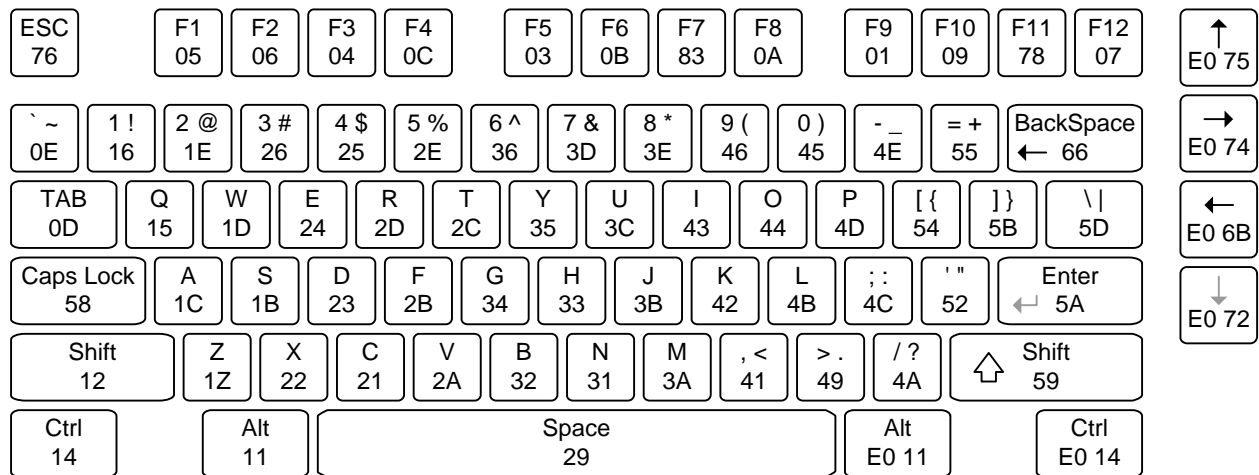 ESC F1 F2 F3 F4 F5 F6 F7 F8 F9 F10 F11 F12
76 05 06 04 0C 03 0B 83 0A 01 09 78 07
E0 75
` ~ 1 ! 2 @ 3 # 4 $ 5 % 6 ^ 7 & 8 * 9 ( 0 ) - _ = + BackSpace
0E 16 1E 26 25 2E 36 3D 3E 46 45 4E 55 66
E0 74
TAB Q W E R T Y U I O P [ { ] } \ |
0D 15 1D 24 2D 2C 35 3C 43 44 4D 54 5B 5D
E0 6B
Caps Lock A S D F G H J K L ; : ' " Enter
58 1C 1B 23 2B 34 33 3B 42 4B 4C 52 5A
E0 72
Shift Z X C V B N M , < > . / ? Shift
12 1Z 22 21 2A 32 31 3A 41 49 4A 59
Ctrl Alt Space Alt Ctrl
14 11 29 E0 11 E0 14